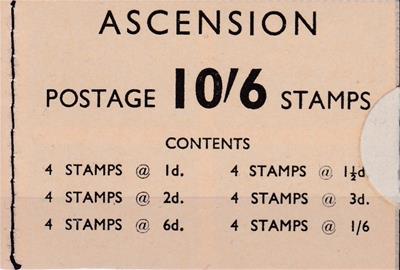 ASCENSION
POSTAGE 10/6 STAMPS
CONTENTS
4 STAMPS @ 1d. 4 STAMPS @ 1½d.
4 STAMPS @ 2d. 4 STAMPS @ 3d.
4 STAMPS @ 6d. 4 STAMPS @ 1/6